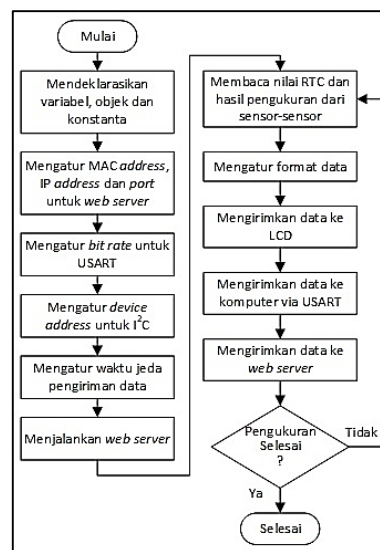 Mulai
Mendeklarasikan
variabel, objek dan
konstanta
Mengatur MAC address,
IP address dan port
untuk web server
Mengatur bit rate untuk
USART
Mengatur device
address untuk I²C
Mengatur waktu jeda
pengiriman data
Menjalankan web server
Membaca nilai RTC dan
hasil pengukuran dari
sensor-sensor
Mengatur format data
Mengirimkan data ke
LCD
Mengirimkan data ke
komputer via USART
Mengirimkan data ke
web server
Pengukuran
Selesai
?
Tidak
Ya
Selesai